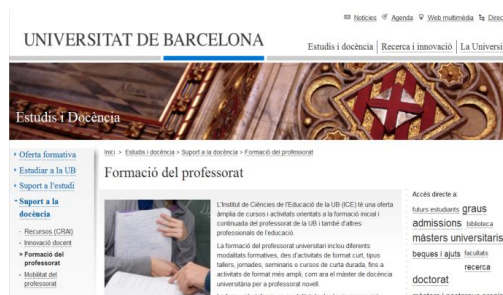 Notícies Agenda Web multimèdia Direc
UNIVERSITAT DE BARCELONA
Estudis i docència | Recerca i innovació | La Universi
Estudis i Docència
Oferta formativa
Estudiar a la UB
Suport a l'estudi
Suport a la
docència
- Recursos (CRAI)
- Innovació docent
Formació del
professorat
- Mobilitat del
professorat
Inici > Estudis i docència > Suport a la docència > Formació del professorat
Formació del professorat
L'Institut de Ciències de l'Educació de la UB (ICE) té una oferta
àmplia de cursos i activitats orientats a la formació inicial i
continuada del professorat de la UB i també d'altres
professionals de l'educació.
La formació del professorat universitari inclou diferents
modalitats formatives, des d'activitats de format curt, tipus
tallers, jornades, seminaris o cursos de curta durada, fins a
activitats de format més ampli, com ara el màster de docència
universitària per a professorat novell.
Accés directe a:
futurs estudiants graus
admissions biblioteca
màsters universitaris
beques i ajuts facultats
recerca
doctorat